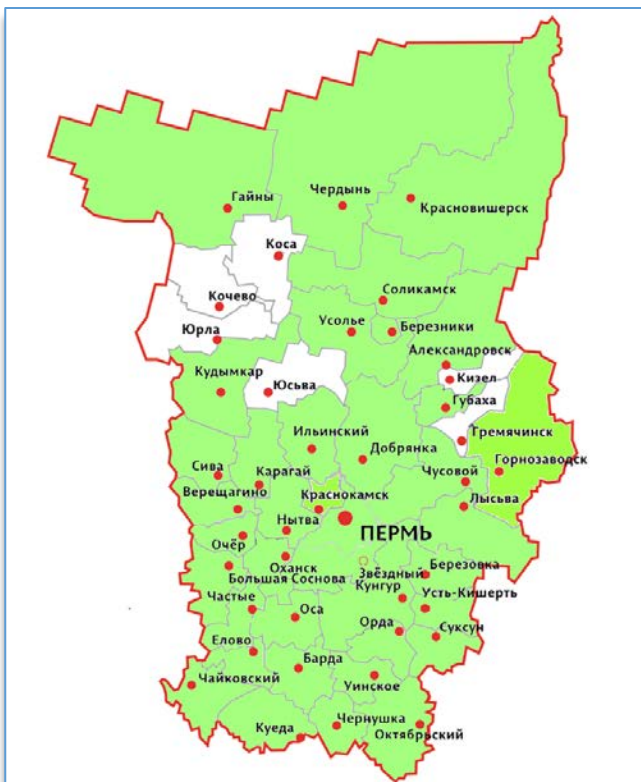 Гайны
Чердынь
Красновишерск
Коса
Кочево
Соликамск
Юрла
Усолье
Березники
Александровск
Кизел
Кудымкар
Юсьва
Губаха
Гремячинск
Ильинский
Добрянка
Горнозаводск
Сива
Карагай
Чусовой
Верещагино
Краснокамск
Лысьва
Нытва
ПЕРМЬ
Очёр
Оханск
Звёздный
Березовка
Большая Соснова
Кунгур
Усть-Кишерть
Частые
Оса
Орда
Суксун
Елово
Барда
Чайковский
Уинское
Куеда
Чернушка
Октябрьский